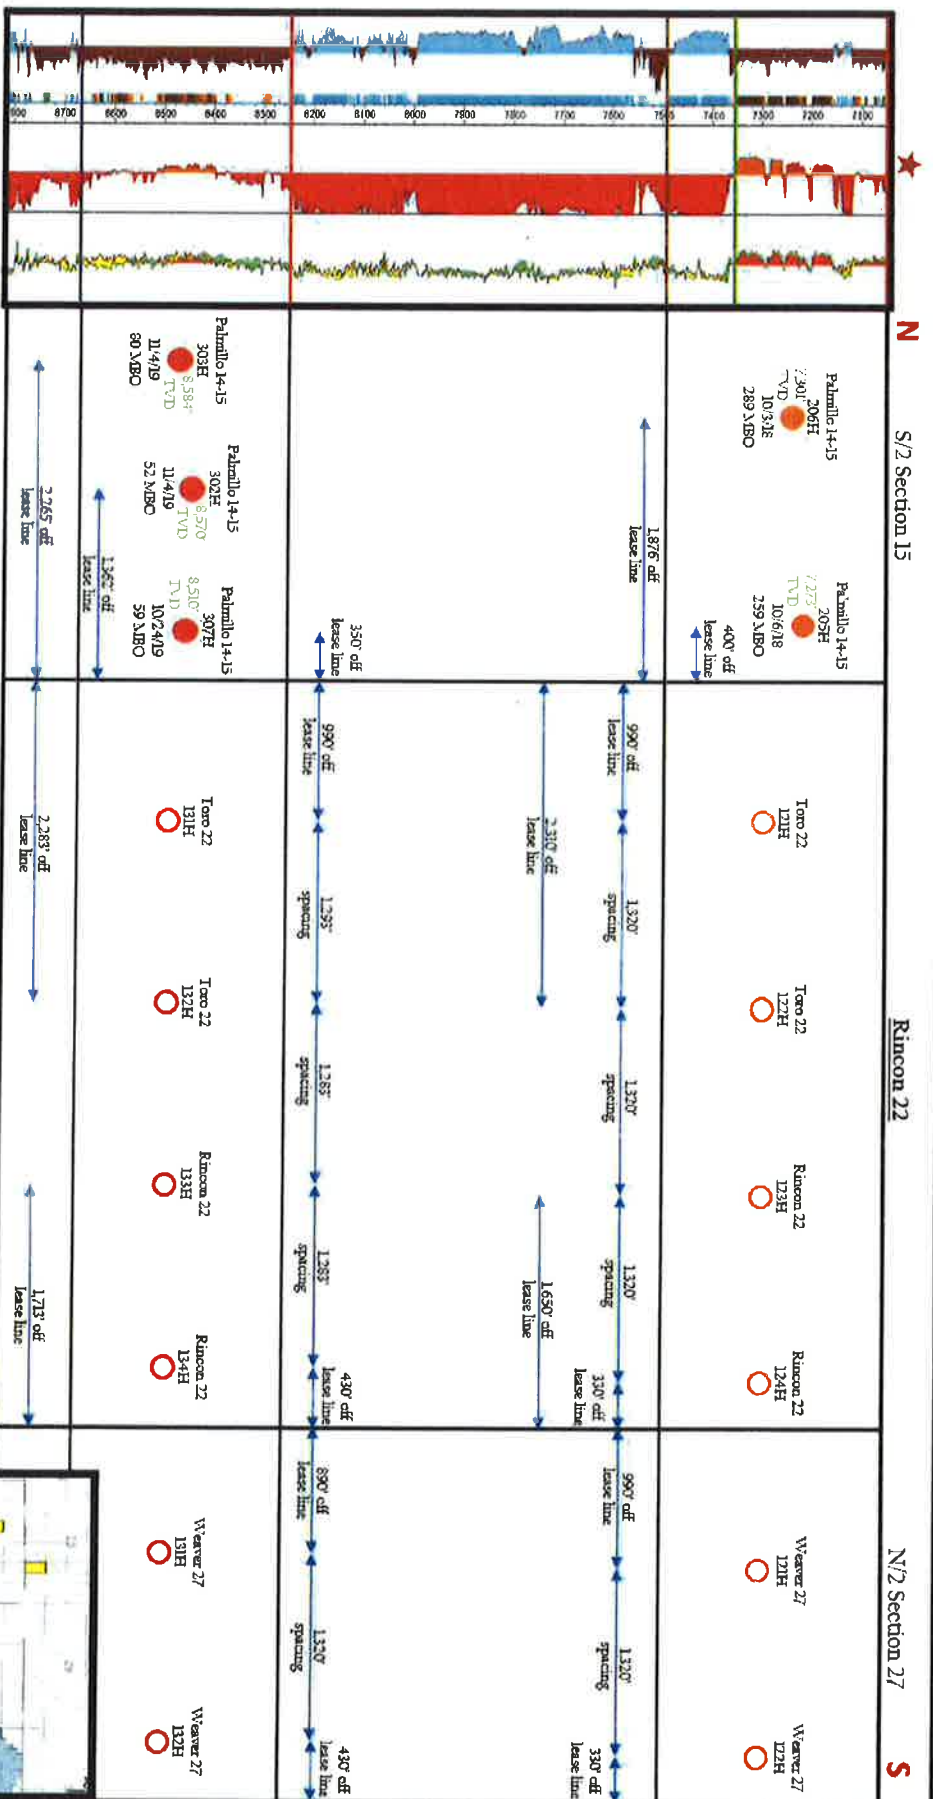 N
S/2 Section 15
Rincon 22
N/2 Section 27
S
7100
7200
7300
7400
7600
7700
7800
7900
8000
8100
8200
8300
8400
8500
8600
8700
Palmillo 14-15
206H
7,301'
TVD
10/3/18
289 MBO
Palmillo 14-15
205H
7,273'
TVD
10/6/18
259 MBO
Toro 22
121H
Toro 22
122H
Rincon 22
123H
Rincon 22
124H
Weaver 27
121H
Weaver 27
122H
400' off
lease line
1,876' off
lease line
990' off
lease line
1,320'
spacing
1,320'
spacing
1,320'
spacing
330' off
lease line
990' off
lease line
1,320'
spacing
330' off
lease line
2,310' off
lease line
1,650' off
lease line
350' off
lease line
990' off
lease line
1,293'
spacing
1,283'
spacing
1,283'
spacing
430' off
lease line
890' off
lease line
1,320'
spacing
430' off
lease line
Palmillo 14-15
303H
8,584'
TVD
11/4/19
80 MBO
Palmillo 14-15
302H
8,570'
TVD
11/4/19
52 MBO
Palmillo 14-15
307H
8,510'
TVD
10/24/19
59 MBO
Toro 22
131H
Toro 22
132H
Rincon 22
133H
Rincon 22
134H
Weaver 27
131H
Weaver 27
132H
1,362' off
lease line
2,265' off
lease line
2,283' off
lease line
1,713' off
lease line